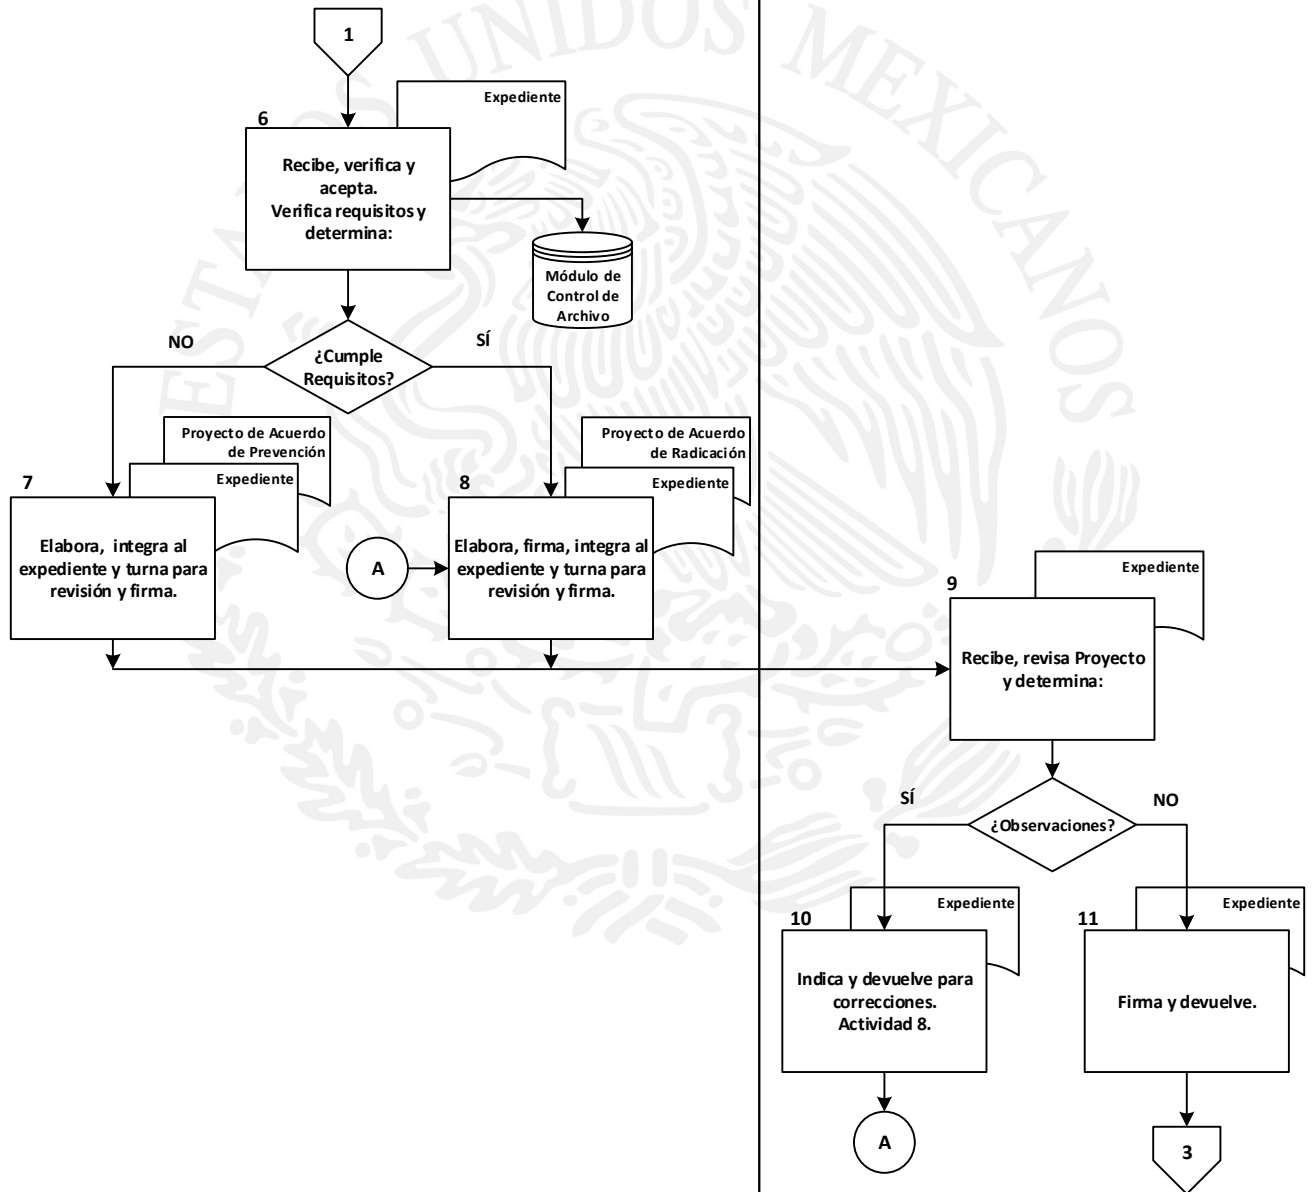 ESTADOS UNIDOS MEXICANOS
1
Expediente
6
Recibe, verifica y
acepta.
Verifica requisitos y
determina:
Módulo de
Control de
Archivo
NO
SÍ
¿Cumple
Requisitos?
Proyecto de Acuerdo
de Prevención
Expediente
7
Elabora, integra al
expediente y turna para
revisión y firma.
Proyecto de Acuerdo
de Radicación
Expediente
8
A
Elabora, firma, integra al
expediente y turna para
revisión y firma.
Expediente
9
Recibe, revisa Proyecto
y determina:
SÍ
NO
¿Observaciones?
Expediente
10
Indica y devuelve para
correcciones.
Actividad 8.
A
Expediente
11
Firma y devuelve.
3